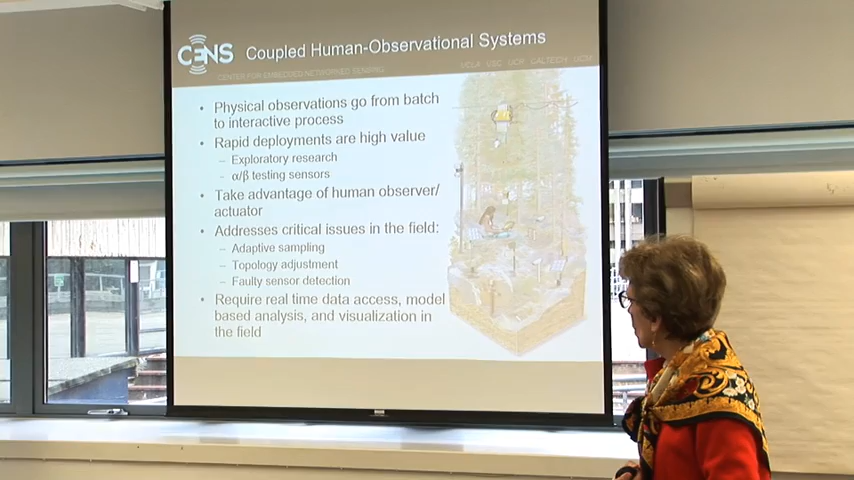 CENS
Coupled Human-Observational Systems
CENTER FOR EMBEDDED NETWORKED SENSING
UCLA USC UCR CALTECH UCM
• Physical observations go from batch
to interactive process
• Rapid deployments are high value
– Exploratory research
– α/β testing sensors
• Take advantage of human observer/
actuator
• Addresses critical issues in the field:
– Adaptive sampling
– Topology adjustment
– Faulty sensor detection
• Require real time data access, model
based analysis, and visualization in
the field